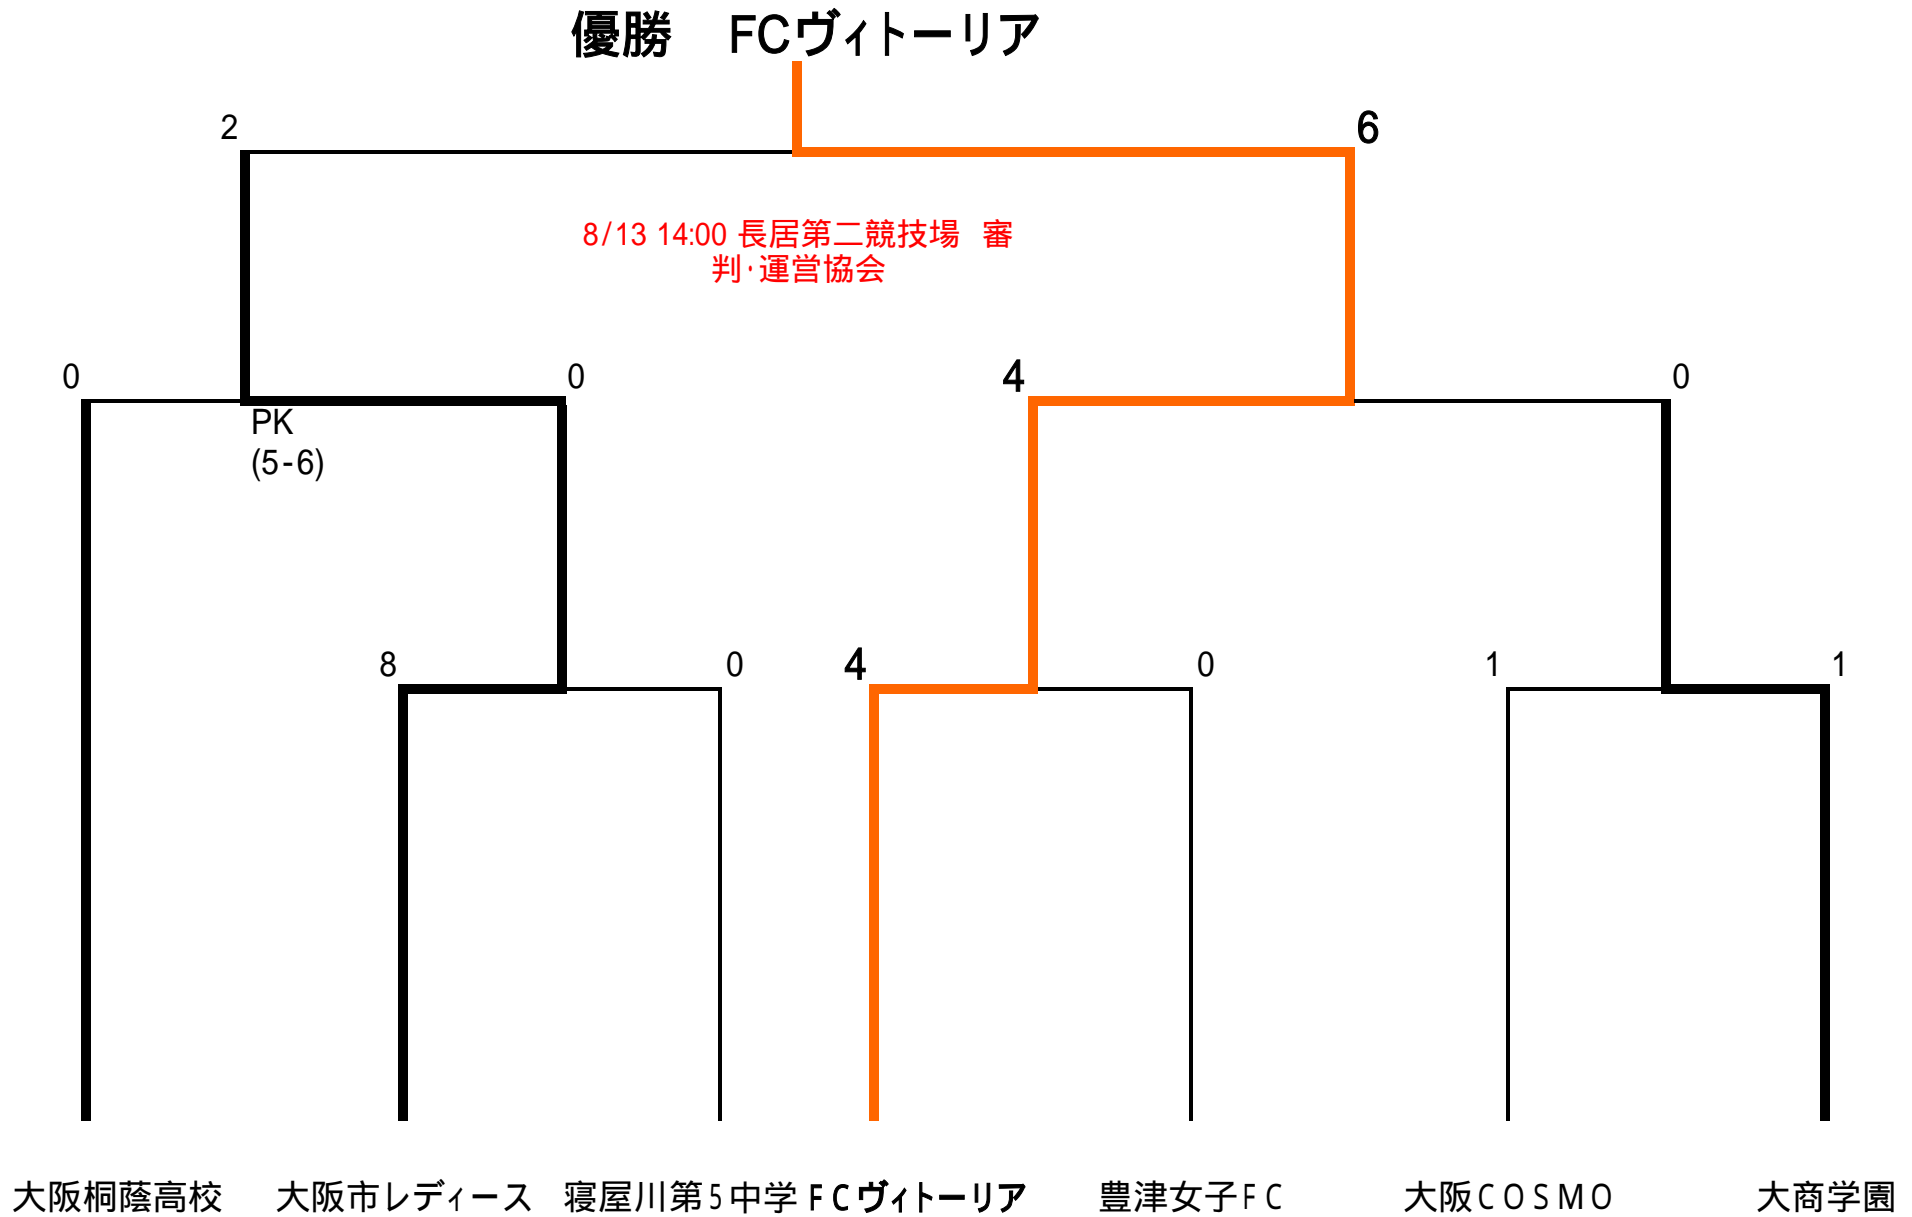 優勝　FCヴィトーリア
2
6
8/13 14:00 長居第二競技場　審
判・運営協会
0
0
4
0
PK
(5-6)
8
0
4
0
1
1
大阪桐蔭高校
大阪市レディース
寝屋川第5中学
FCヴィトーリア
豊津女子FC
大阪COSMO
大商学園